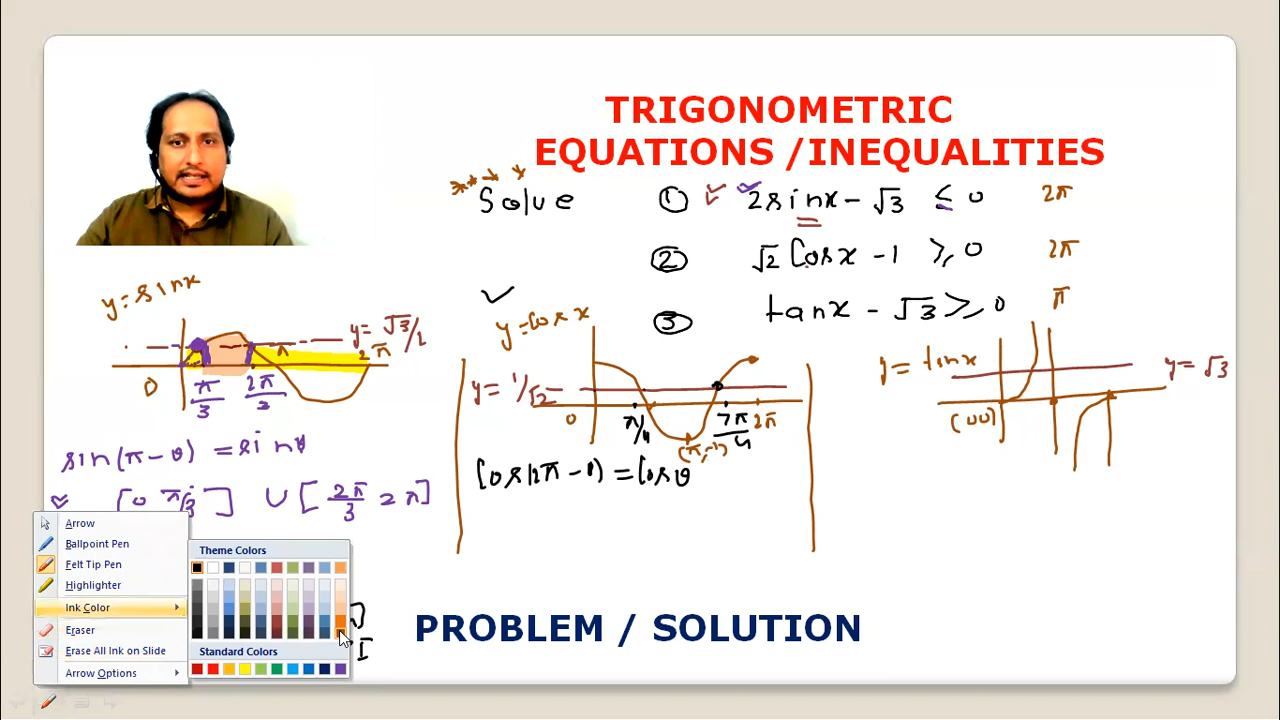 TRIGONOMETRIC
EQUATIONS /INEQUALITIES
Solve
① 2sinx - √3 ≤ 0 2π
② √2 Cosx - 1 ≥ 0 2π
③ tanx - √3 ≥ 0 π
y=sinx
y= √3/2
π
2π
0
π/3
2π/3
sin(π-θ) =sinθ
[0 π/3] ∪ [2π/3 2π]
y=Cosx
y= 1/√2
0
π/4
(π,-1)
7π/4
2π
Cos(2π-θ) =Cosθ
y= tanx
y= √3
(00)
Arrow
Ballpoint Pen
Felt Tip Pen
Highlighter
Ink Color
Eraser
Erase All Ink on Slide
Arrow Options
Theme Colors
Standard Colors
PROBLEM / SOLUTION